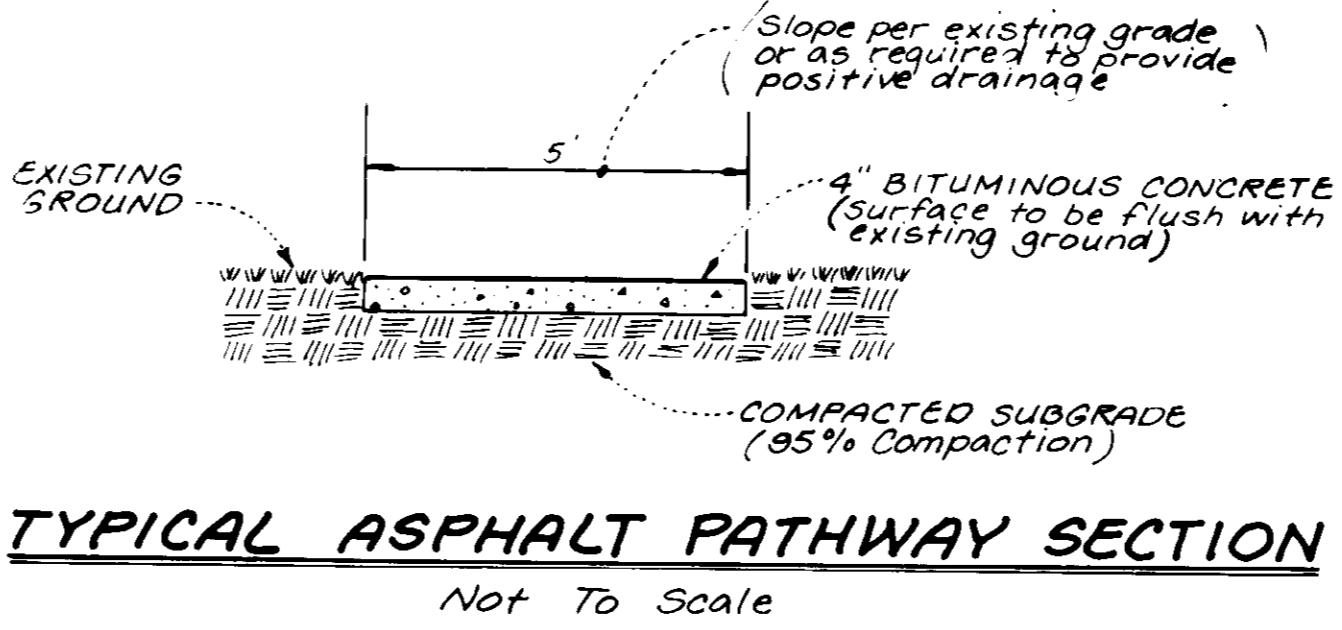 Slope per existing grade
(or as required to provide)
positive drainage
5'
EXISTING
GROUND
4" BITUMINOUS CONCRETE
(Surface to be flush with
existing ground)
COMPACTED SUBGRADE
(95% Compaction)
TYPICAL ASPHALT PATHWAY SECTION
Not To Scale